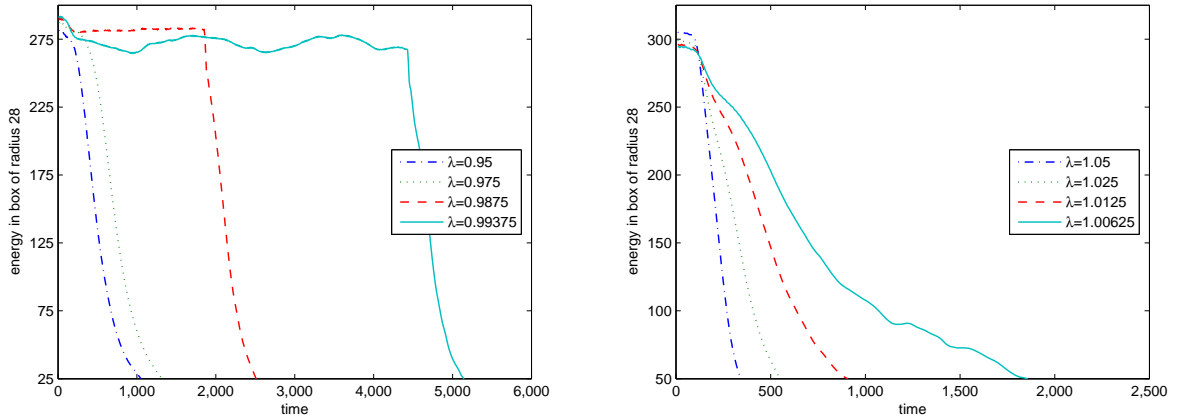 275
225
175
125
75
25
0
1,000
2,000
3,000
4,000
5,000
6,000
time
energy in box of radius 28
λ=0.95
λ=0.975
λ=0.9875
λ=0.99375
300
250
200
150
100
50
0
500
1,000
1,500
2,000
2,500
time
energy in box of radius 28
λ=1.05
λ=1.025
λ=1.0125
λ=1.00625